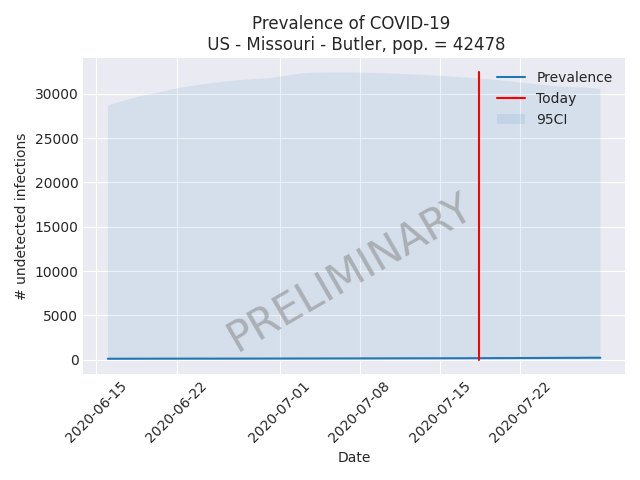 Prevalence of COVID-19
US - Missouri - Butler, pop. = 42478
Prevalence
Today
95CI
# undetected infections
30000
25000
20000
15000
10000
5000
0
PRELIMINARY
2020-06-15
2020-06-22
2020-07-01
2020-07-08
2020-07-15
2020-07-22
Date